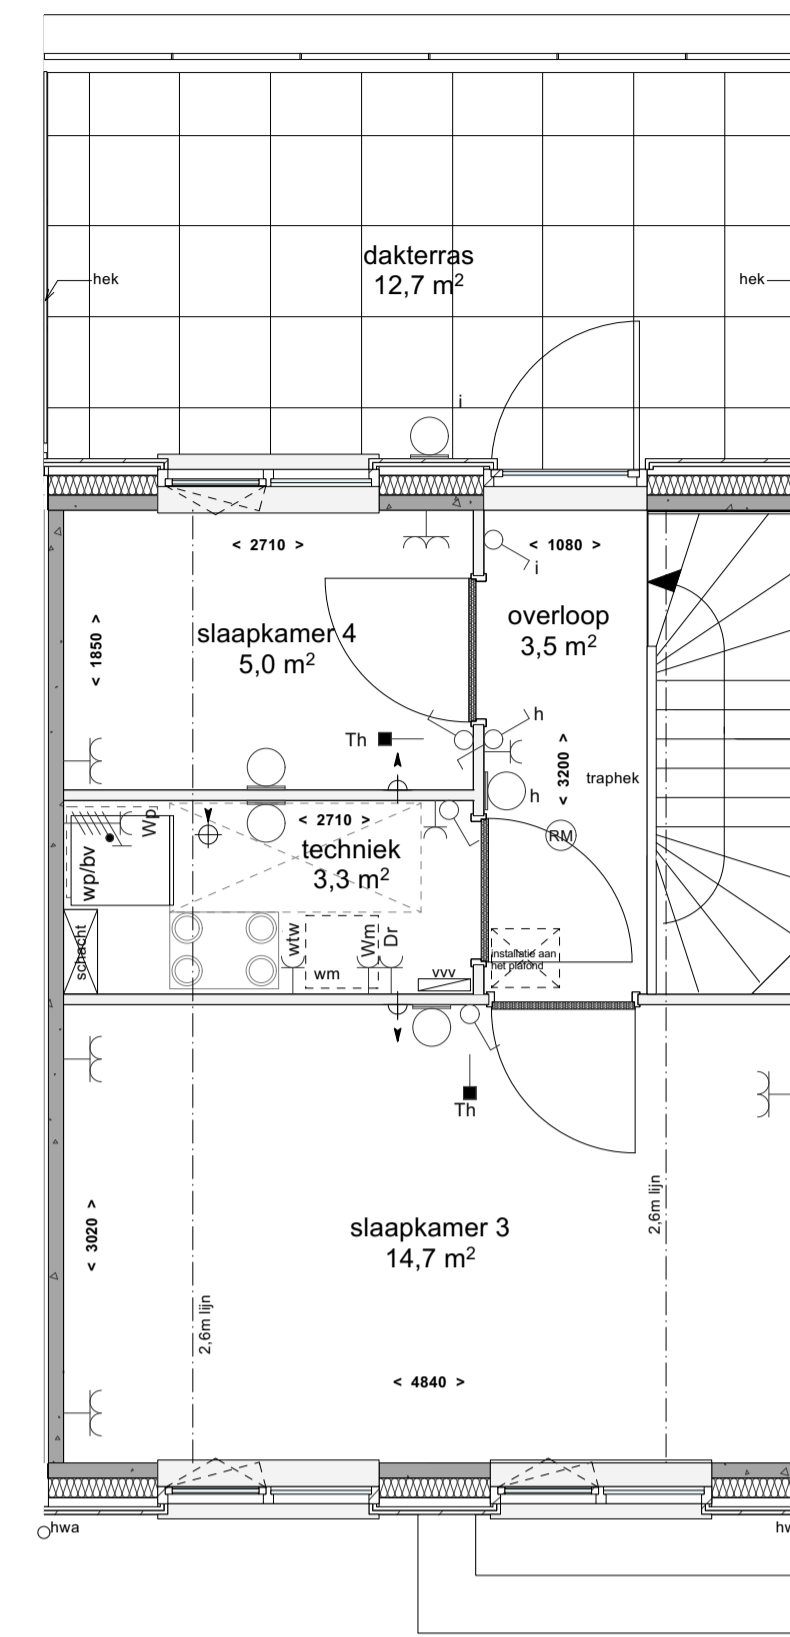 dakterras
12,7 m²
hek
hek
i
< 2710 >
< 1080 >
i
slaapkamer 4
5,0 m²
overloop
3,5 m²
< 1850 >
h
Th
< 3200 >
traphek
h
< 2710 >
Wp
RM
techniek
3,3 m²
wp/bv
schacht
wtw
Wm
Dr
wm
vvv
installatie aan
het plafond
Th
slaapkamer 3
14,7 m²
2,6m lijn
< 3020 >
2,6m lijn
< 4840 >
hwa
hw